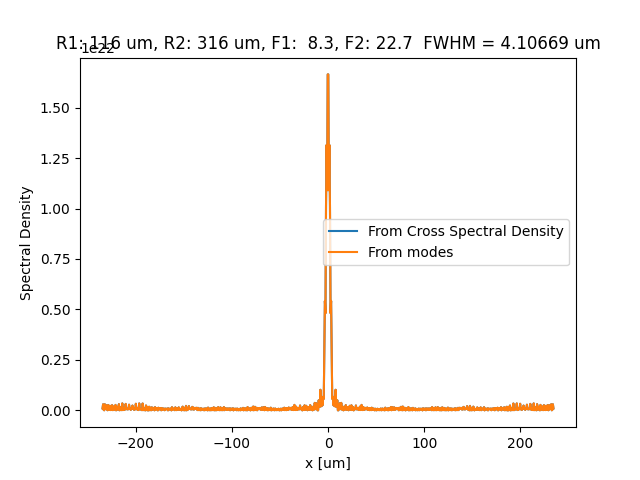 R1: 116 um, R2: 316 um, F1:  8.3, F2: 22.7  FWHM = 4.10669 um
1e22
1.50
1.25
1.00
0.75
0.50
0.25
0.00
Spectral Density
From Cross Spectral Density
From modes
−200
−100
0
100
200
x [um]